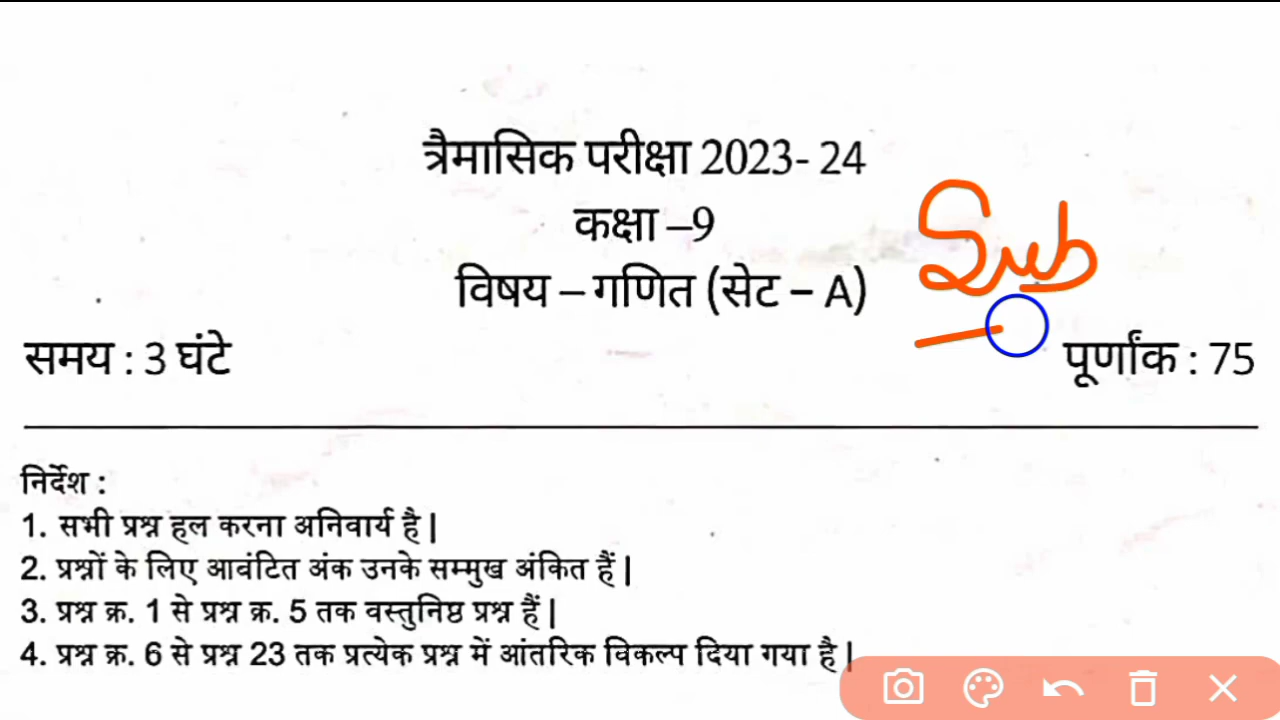 त्रैमासिक परीक्षा 2023- 24
कक्षा –9
विषय – गणित (सेट – A)
Sub
समय : 3 घंटे
पूर्णांक : 75
निर्देश :
1. सभी प्रश्न हल करना अनिवार्य है |
2. प्रश्नों के लिए आवंटित अंक उनके सम्मुख अंकित हैं |
3. प्रश्न क्र. 1 से प्रश्न क्र. 5 तक वस्तुनिष्ठ प्रश्न हैं |
4. प्रश्न क्र. 6 से प्रश्न 23 तक प्रत्येक प्रश्न में आंतरिक विकल्प दिया गया है |